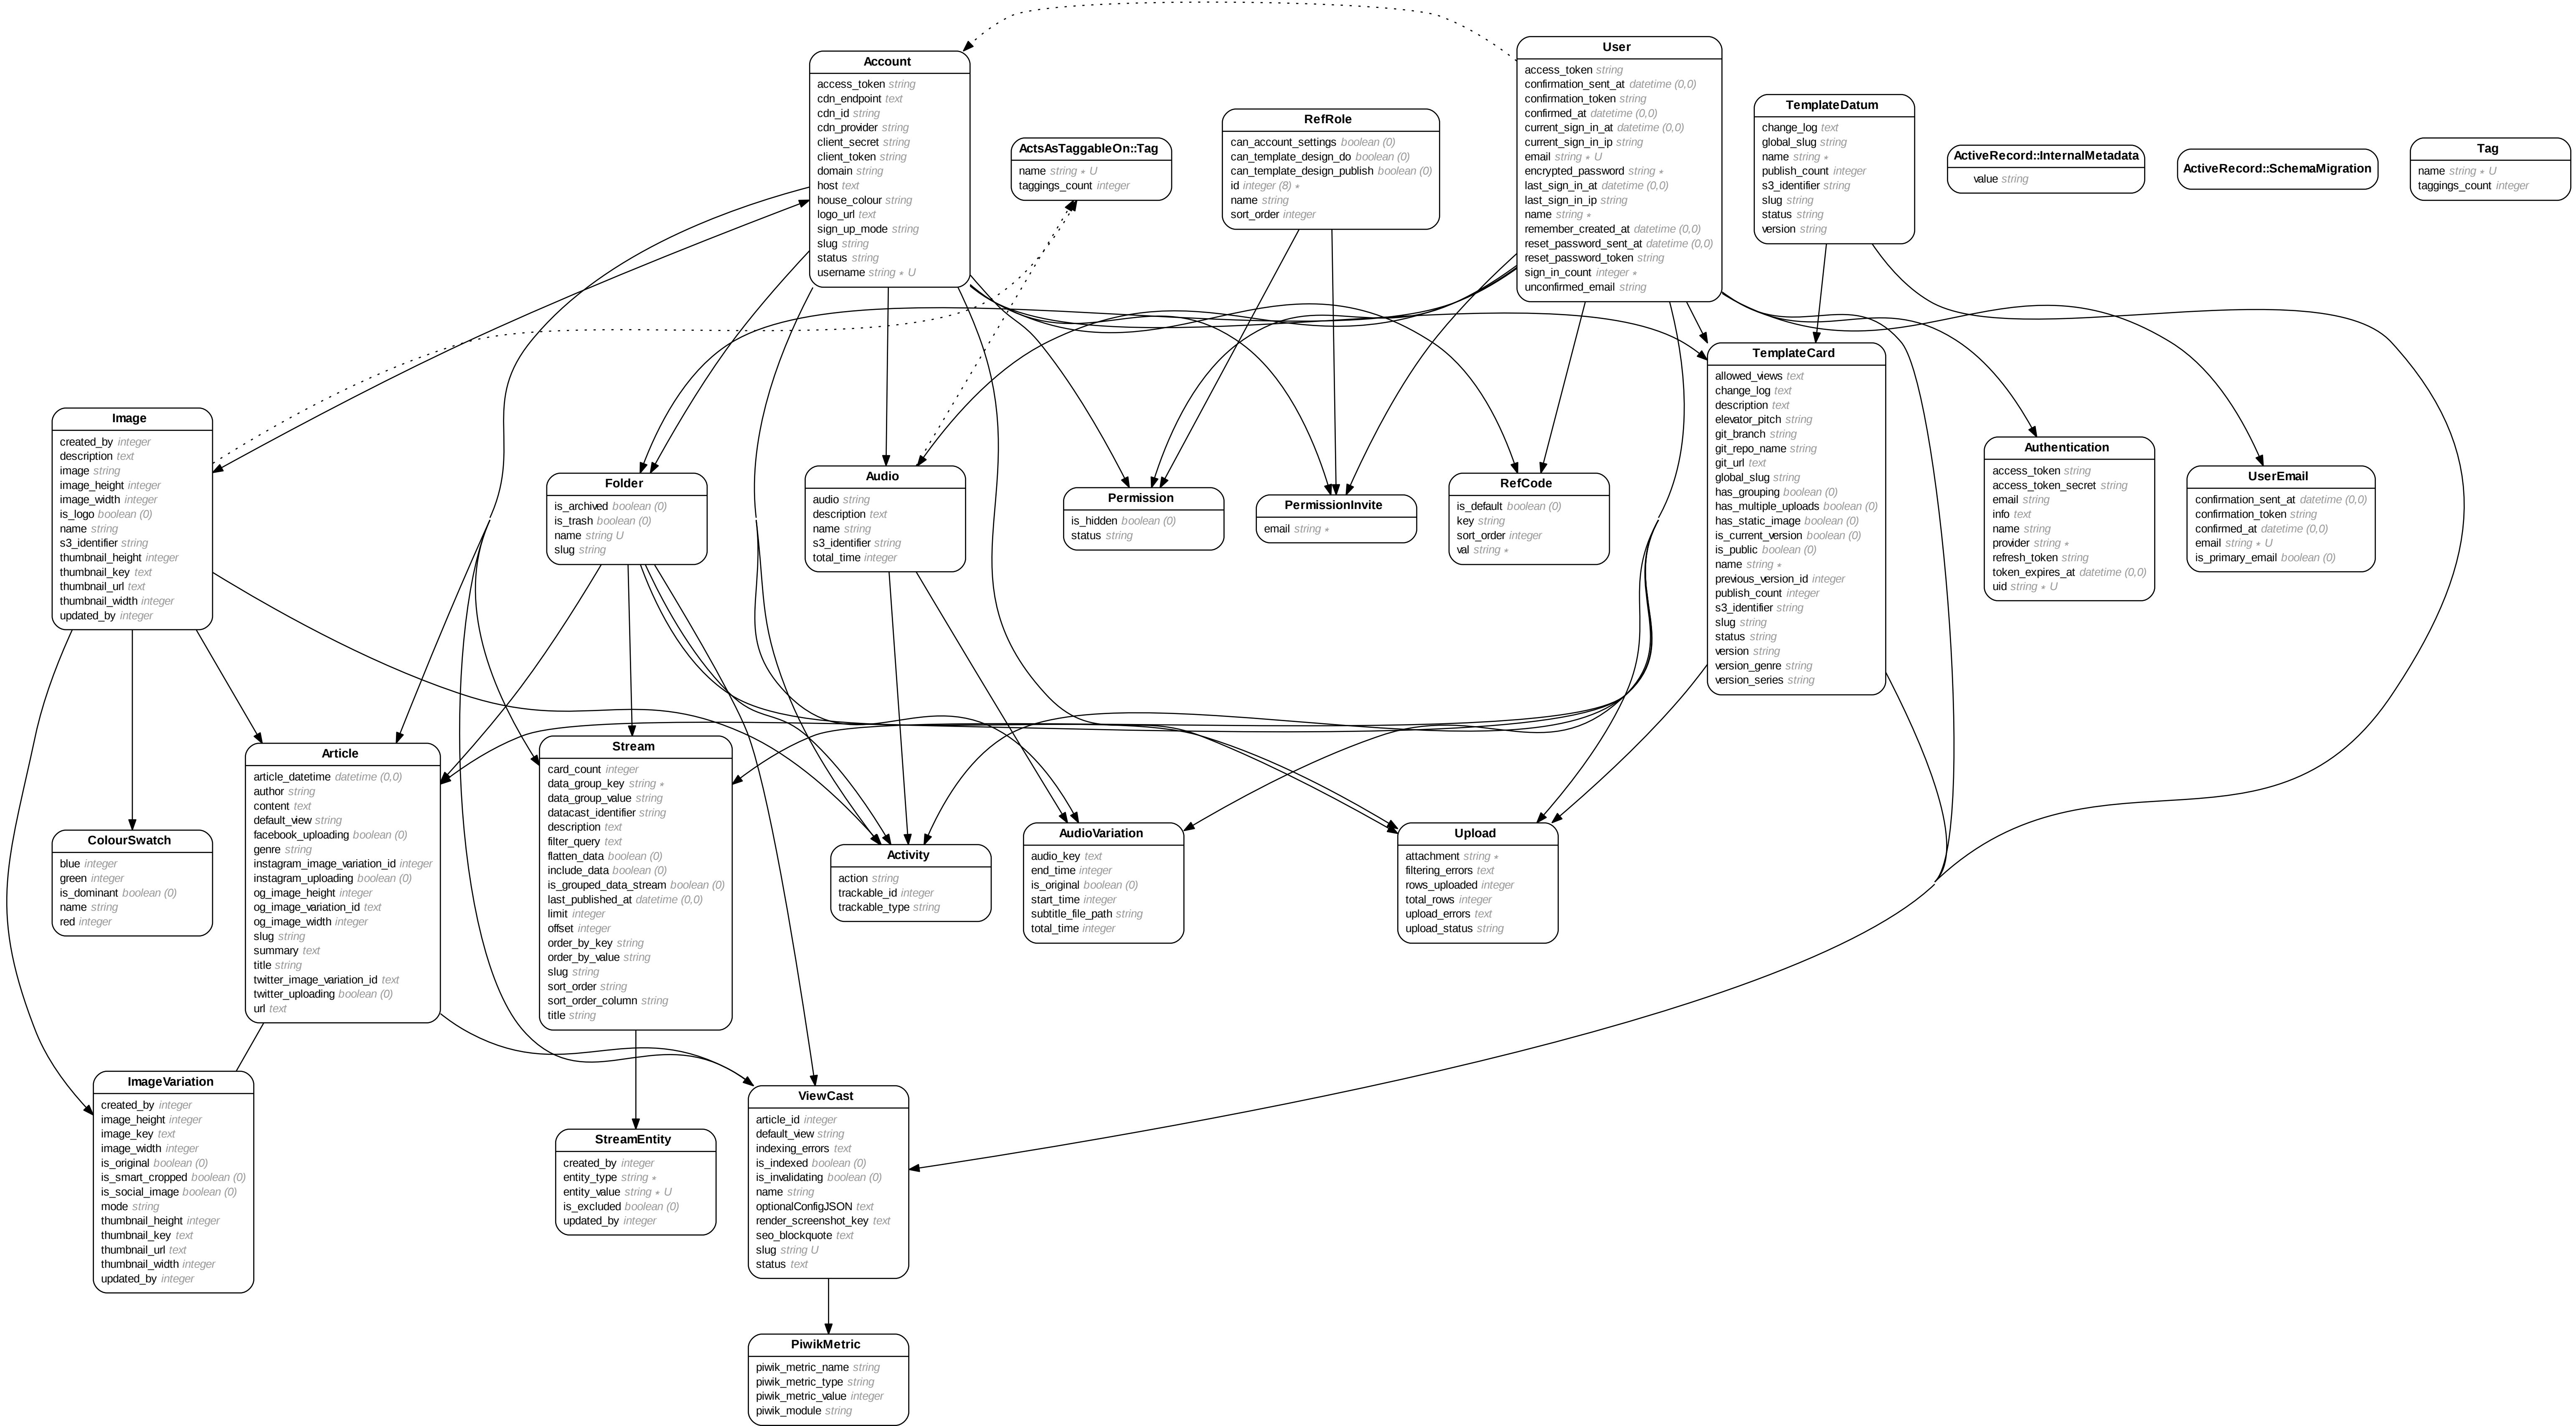 Account
access_token string
cdn_endpoint text
cdn_id string
cdn_provider string
client_secret string
client_token string
domain string
host text
house_colour string
logo_url text
sign_up_mode string
slug string
status string
username string ∗ U
ActsAsTaggableOn::Tag
name string ∗ U
taggings_count integer
RefRole
can_account_settings boolean (0)
can_template_design_do boolean (0)
can_template_design_publish boolean (0)
id integer (8) ∗
name string
sort_order integer
User
access_token string
confirmation_sent_at datetime (0,0)
confirmation_token string
confirmed_at datetime (0,0)
current_sign_in_at datetime (0,0)
current_sign_in_ip string
email string ∗ U
encrypted_password string ∗
last_sign_in_at datetime (0,0)
last_sign_in_ip string
name string ∗
remember_created_at datetime (0,0)
reset_password_sent_at datetime (0,0)
reset_password_token string
sign_in_count integer ∗
unconfirmed_email string
TemplateDatum
change_log text
global_slug string
name string ∗
publish_count integer
s3_identifier string
slug string
status string
version string
ActiveRecord::InternalMetadata
value string
ActiveRecord::SchemaMigration
Tag
name string ∗ U
taggings_count integer
Image
created_by integer
description text
image string
image_height integer
image_width integer
is_logo boolean (0)
name string
s3_identifier string
thumbnail_height integer
thumbnail_key text
thumbnail_url text
thumbnail_width integer
updated_by integer
Folder
is_archived boolean (0)
is_trash boolean (0)
name string U
slug string
Audio
audio string
description text
name string
s3_identifier string
total_time integer
Permission
is_hidden boolean (0)
status string
PermissionInvite
email string ∗
RefCode
is_default boolean (0)
key string
sort_order integer
val string ∗
TemplateCard
allowed_views text
change_log text
description text
elevator_pitch string
git_branch string
git_repo_name string
git_url text
global_slug string
has_grouping boolean (0)
has_multiple_uploads boolean (0)
has_static_image boolean (0)
is_current_version boolean (0)
is_public boolean (0)
name string ∗
previous_version_id integer
publish_count integer
s3_identifier string
slug string
status string
version string
version_genre string
version_series string
Authentication
access_token string
access_token_secret string
email string
info text
name string
provider string ∗
refresh_token string
token_expires_at datetime (0,0)
uid string ∗ U
UserEmail
confirmation_sent_at datetime (0,0)
confirmation_token string
confirmed_at datetime (0,0)
email string ∗ U
is_primary_email boolean (0)
ColourSwatch
blue integer
green integer
is_dominant boolean (0)
name string
red integer
Article
article_datetime datetime (0,0)
author string
content text
default_view string
facebook_uploading boolean (0)
genre string
instagram_image_variation_id integer
instagram_uploading boolean (0)
og_image_height integer
og_image_variation_id text
og_image_width integer
slug string
summary text
title string
twitter_image_variation_id text
twitter_uploading boolean (0)
url text
Stream
card_count integer
data_group_key string ∗
data_group_value string
datacast_identifier string
description text
filter_query text
flatten_data boolean (0)
include_data boolean (0)
is_grouped_data_stream boolean (0)
last_published_at datetime (0,0)
limit integer
offset integer
order_by_key string
order_by_value string
slug string
sort_order string
sort_order_column string
title string
Activity
action string
trackable_id integer
trackable_type string
AudioVariation
audio_key text
end_time integer
is_original boolean (0)
start_time integer
subtitle_file_path string
total_time integer
Upload
attachment string ∗
filtering_errors text
rows_uploaded integer
total_rows integer
upload_errors text
upload_status string
ImageVariation
created_by integer
image_height integer
image_key text
image_width integer
is_original boolean (0)
is_smart_cropped boolean (0)
is_social_image boolean (0)
mode string
thumbnail_height integer
thumbnail_key text
thumbnail_url text
thumbnail_width integer
updated_by integer
StreamEntity
created_by integer
entity_type string ∗
entity_value string ∗ U
is_excluded boolean (0)
updated_by integer
ViewCast
article_id integer
default_view string
indexing_errors text
is_indexed boolean (0)
is_invalidating boolean (0)
name string
optionalConfigJSON text
render_screenshot_key text
seo_blockquote text
slug string U
status text
PiwikMetric
piwik_metric_name string
piwik_metric_type string
piwik_metric_value integer
piwik_module string